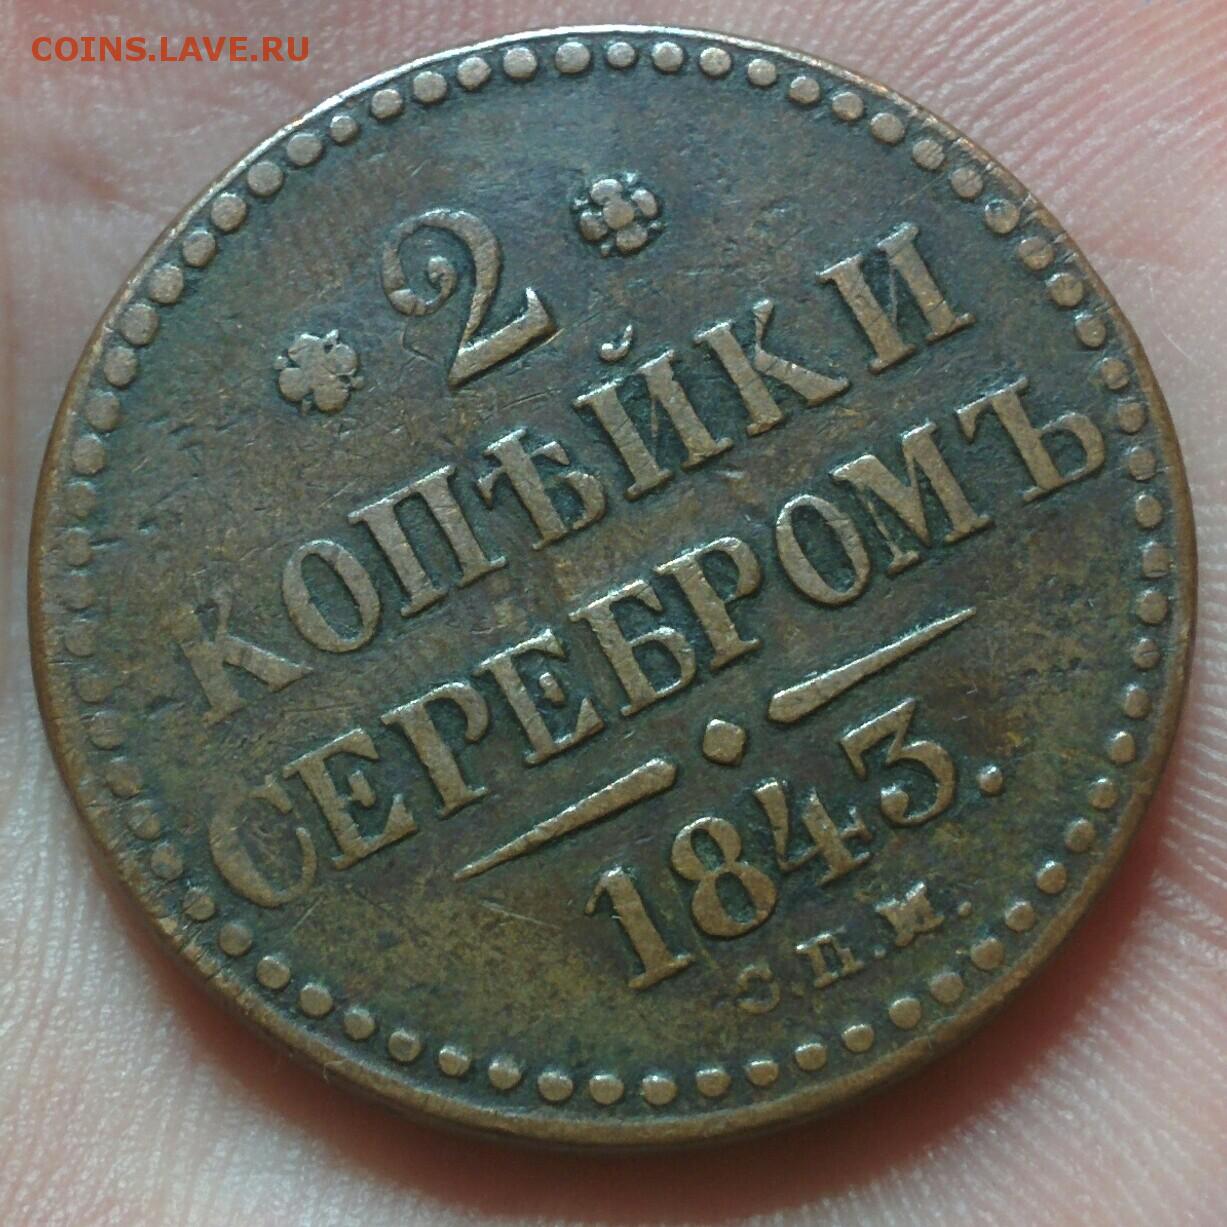 COINS.LAVE.RU
2
КОПѢЙКИ
СЕРЕБРОМЪ
1843.
С.П.М.